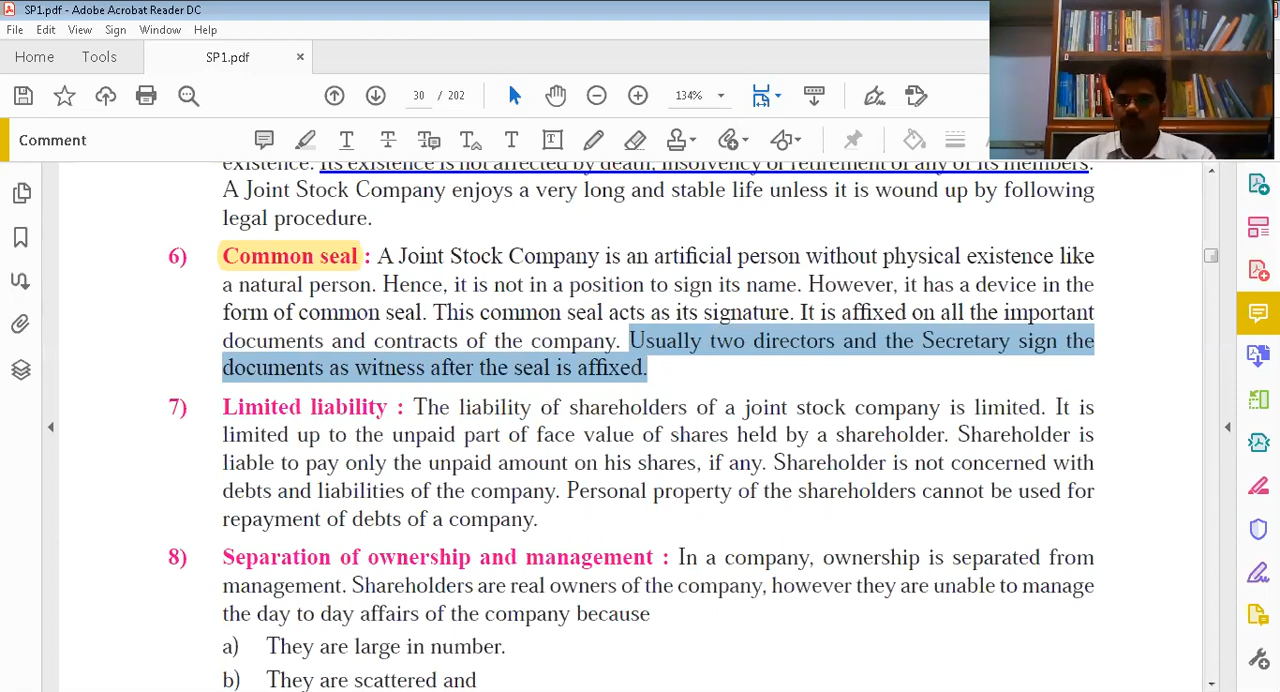 SP1.pdf - Adobe Acrobat Reader DC
File Edit View Sign Window Help
Home Tools SP1.pdf ×
30 / 202 134%
Comment
existence. Its existence is not affected by death, insolvency or retirement of any of its members.
A Joint Stock Company enjoys a very long and stable life unless it is wound up by following
legal procedure.
6) Common seal : A Joint Stock Company is an artificial person without physical existence like
a natural person. Hence, it is not in a position to sign its name. However, it has a device in the
form of common seal. This common seal acts as its signature. It is affixed on all the important
documents and contracts of the company. Usually two directors and the Secretary sign the
documents as witness after the seal is affixed.
7) Limited liability : The liability of shareholders of a joint stock company is limited. It is
limited up to the unpaid part of face value of shares held by a shareholder. Shareholder is
liable to pay only the unpaid amount on his shares, if any. Shareholder is not concerned with
debts and liabilities of the company. Personal property of the shareholders cannot be used for
repayment of debts of a company.
8) Separation of ownership and management : In a company, ownership is separated from
management. Shareholders are real owners of the company, however they are unable to manage
the day to day affairs of the company because
a) They are large in number.
b) They are scattered and